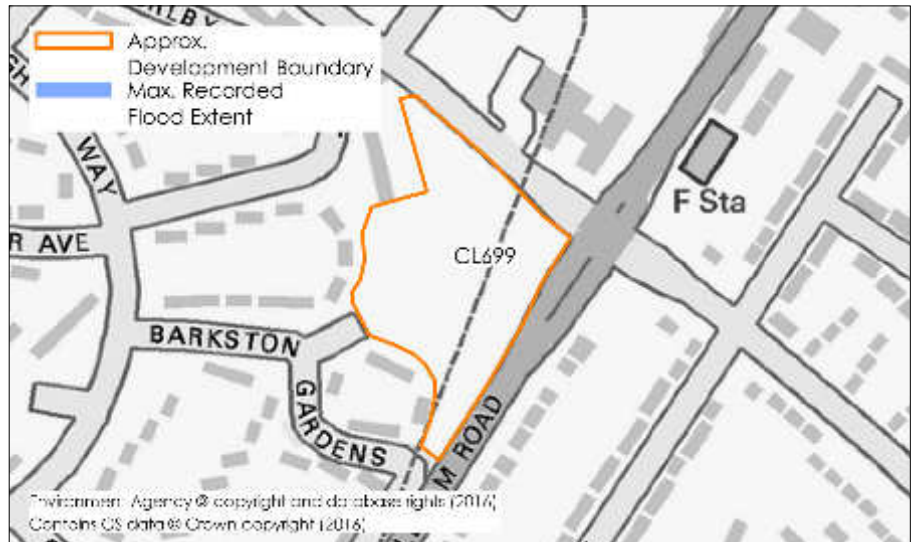 Approx.
Development Boundary
Max. Recorded
Flood Extent
WAY
R AVE
F Sta
CL699
BARKSTON
GARDENS
M ROAD
Environment Agency © copyright and database rights (2016)
Contains OS data © Crown copyright (2016)